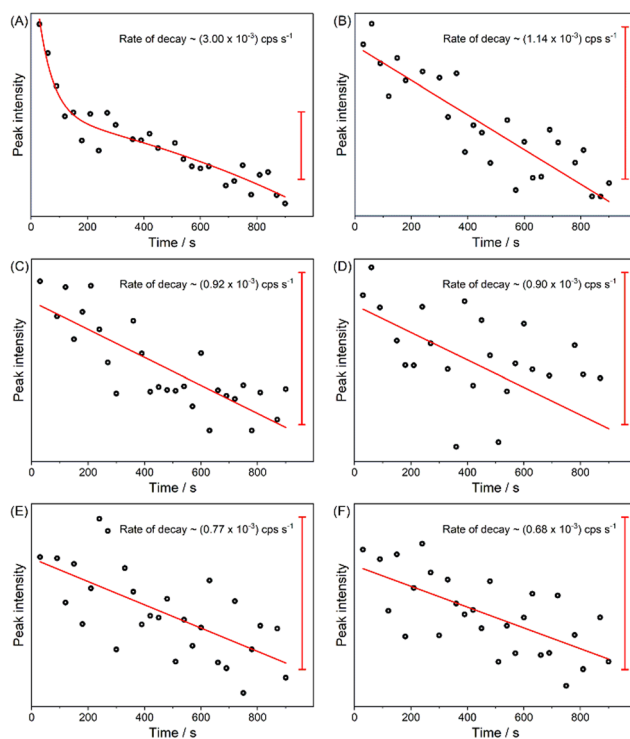 (A)
Rate of decay ~ (3.00 x 10⁻³) cps s⁻¹
Peak intensity
0 200 400 600 800
Time / s
(B)
Rate of decay ~ (1.14 x 10⁻³) cps s⁻¹
Peak intensity
0 200 400 600 800
Time / s
(C)
Rate of decay ~ (0.92 x 10⁻³) cps s⁻¹
Peak intensity
0 200 400 600 800
Time / s
(D)
Rate of decay ~ (0.90 x 10⁻³) cps s⁻¹
Peak intensity
0 200 400 600 800
Time / s
(E)
Rate of decay ~ (0.77 x 10⁻³) cps s⁻¹
Peak intensity
0 200 400 600 800
Time / s
(F)
Rate of decay ~ (0.68 x 10⁻³) cps s⁻¹
Peak intensity
0 200 400 600 800
Time / s